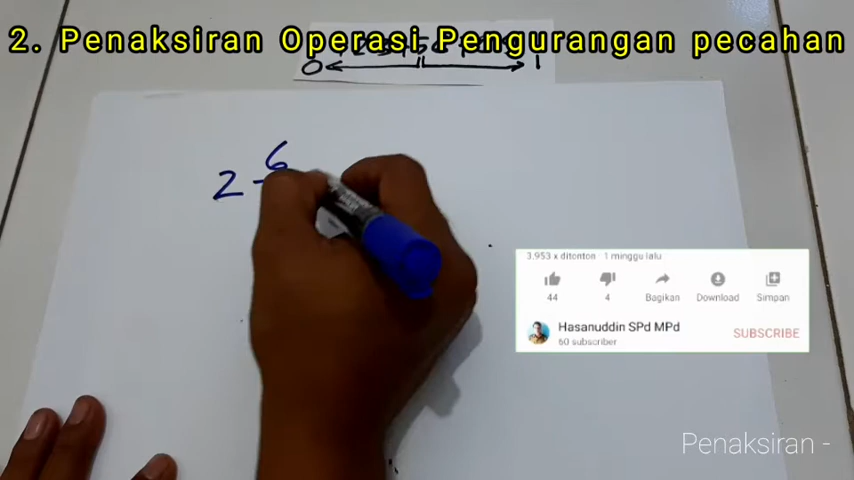 2. Penaksiran Operasi Pengurangan pecahan
0
1
6
2
3.953 x ditonton · 1 minggu lalu
44
4
Bagikan
Download
Simpan
Hasanuddin SPd MPd
SUBSCRIBE
60 subscriber
Penaksiran -